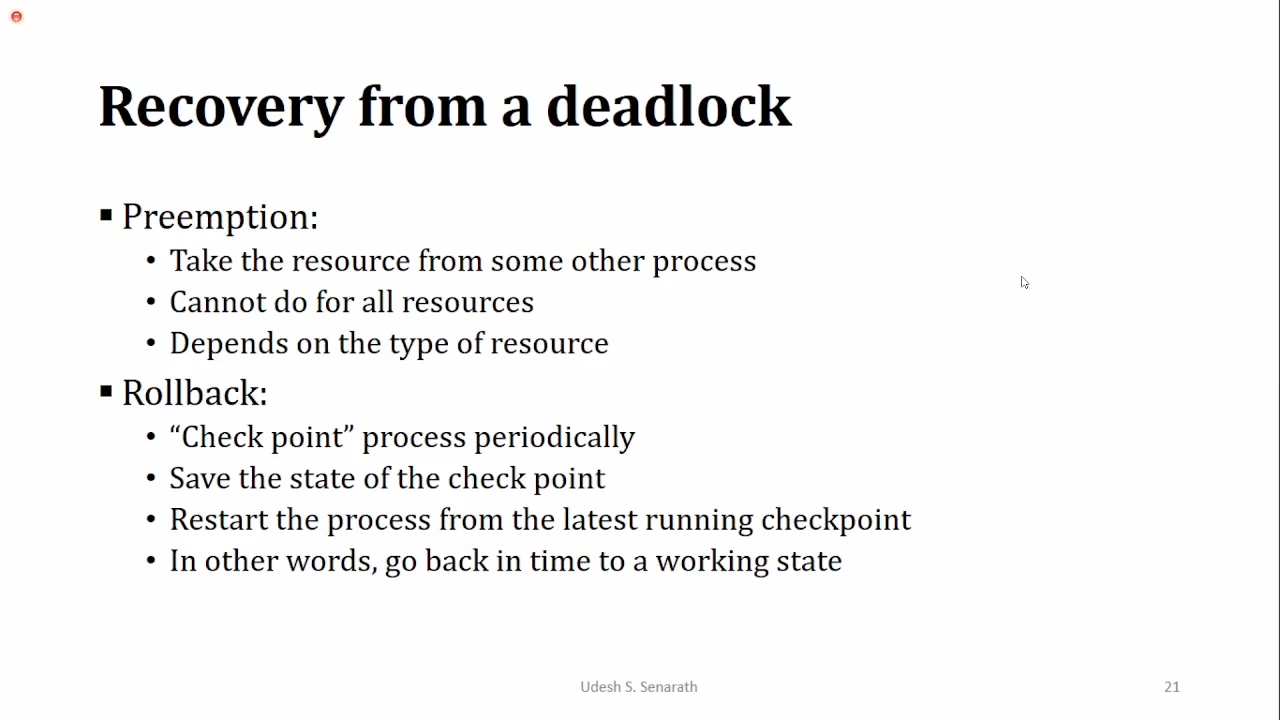 Recovery from a deadlock
▪ Preemption:
• Take the resource from some other process
• Cannot do for all resources
• Depends on the type of resource
▪ Rollback:
• “Check point” process periodically
• Save the state of the check point
• Restart the process from the latest running checkpoint
• In other words, go back in time to a working state
Udesh S. Senarath
21